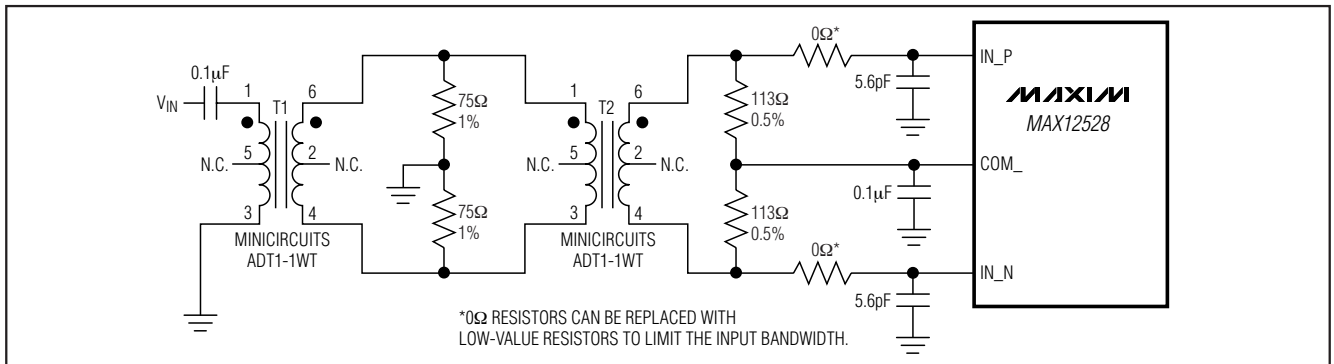 0.1μF
VIN
1
T1
6
5
2
N.C.
N.C.
3
4
MINICIRCUITS
ADT1-1WT
75Ω
1%
75Ω
1%
1
T2
6
5
2
N.C.
N.C.
3
4
MINICIRCUITS
ADT1-1WT
113Ω
0.5%
113Ω
0.5%
0Ω*
5.6pF
0.1μF
0Ω*
5.6pF
IN_P
MAXIM
MAX12528
COM_
IN_N
*0Ω RESISTORS CAN BE REPLACED WITH
LOW-VALUE RESISTORS TO LIMIT THE INPUT BANDWIDTH.